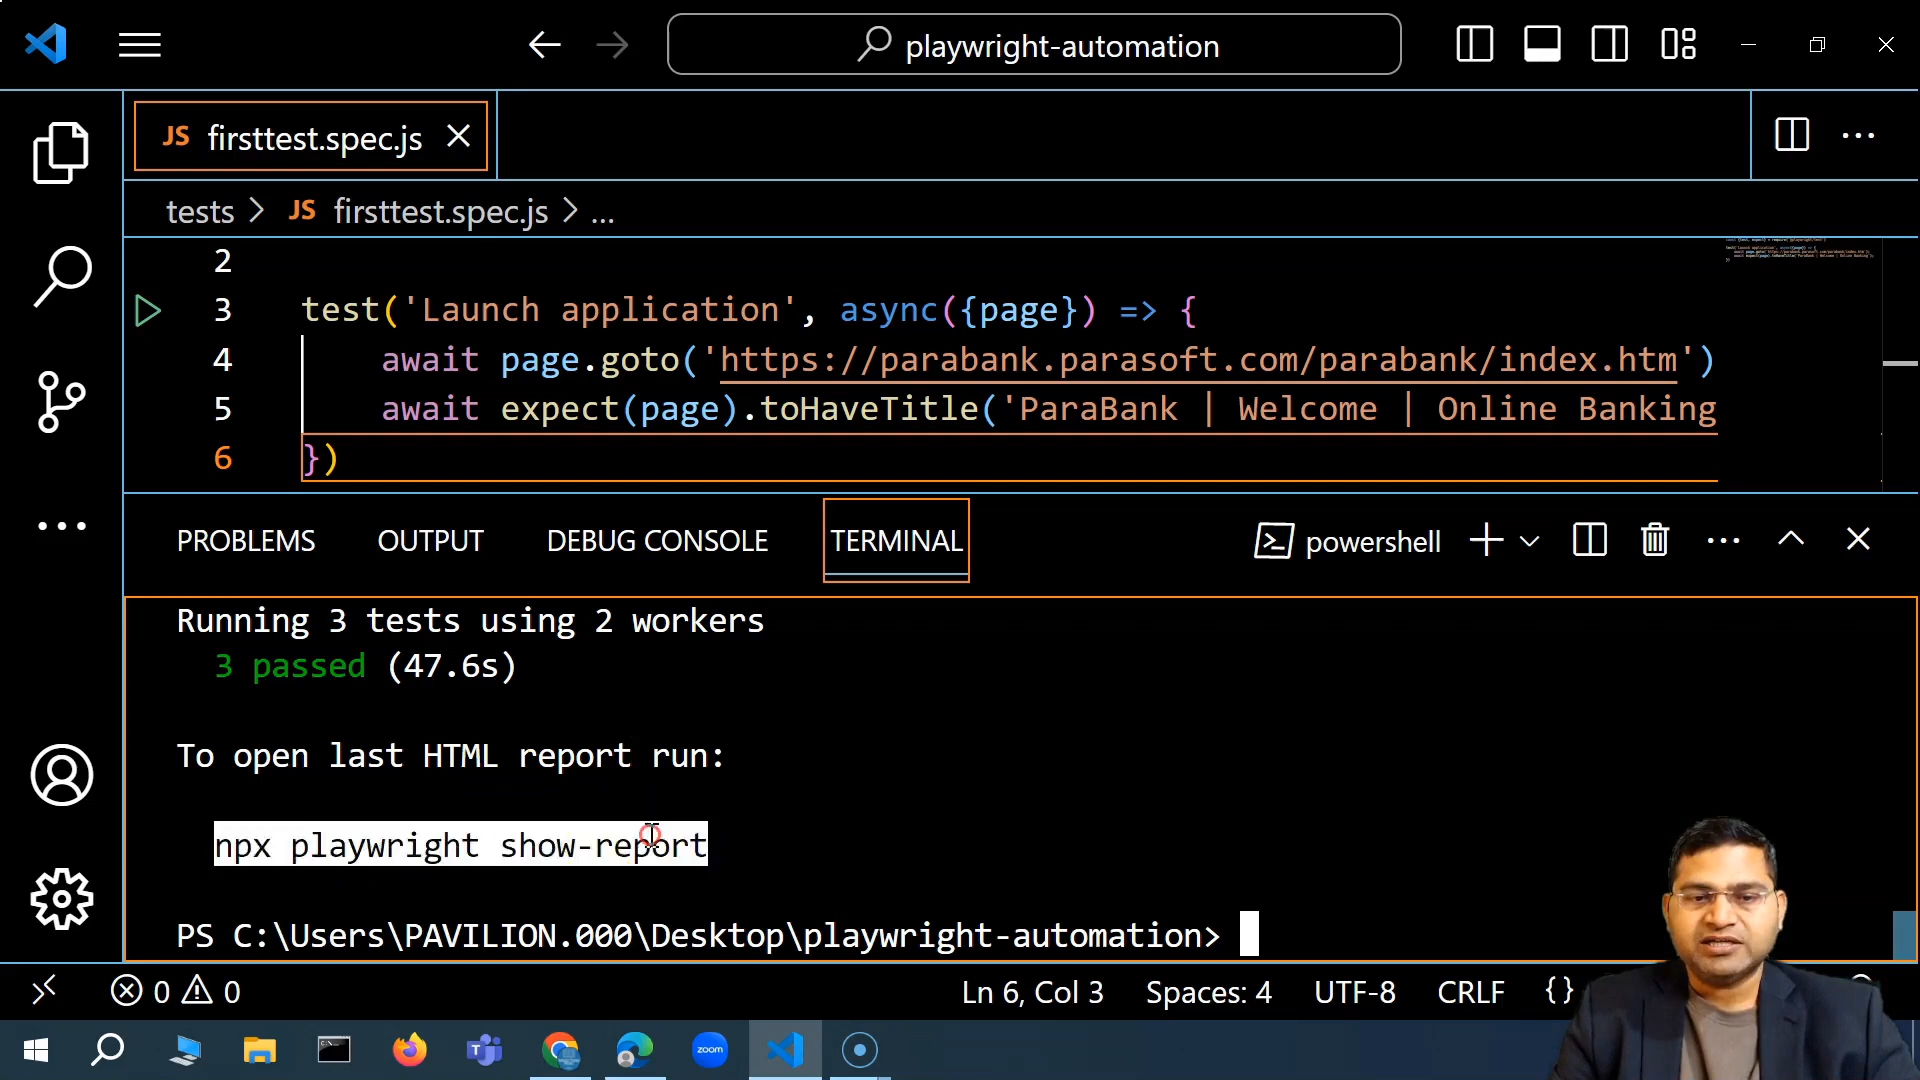 playwright-automation
JS firsttest.spec.js
tests > JS firsttest.spec.js > ...
2
3 test('Launch application', async({page}) => {
4 await page.goto('https://parabank.parasoft.com/parabank/index.htm')
5 await expect(page).toHaveTitle('ParaBank | Welcome | Online Banking
6 })
PROBLEMS OUTPUT DEBUG CONSOLE TERMINAL powershell
Running 3 tests using 2 workers
3 passed (47.6s)
To open last HTML report run:
npx playwright show-report
PS C:\Users\PAVILION.000\Desktop\playwright-automation>
0 0 Ln 6, Col 3 Spaces: 4 UTF-8 CRLF {}
zoom